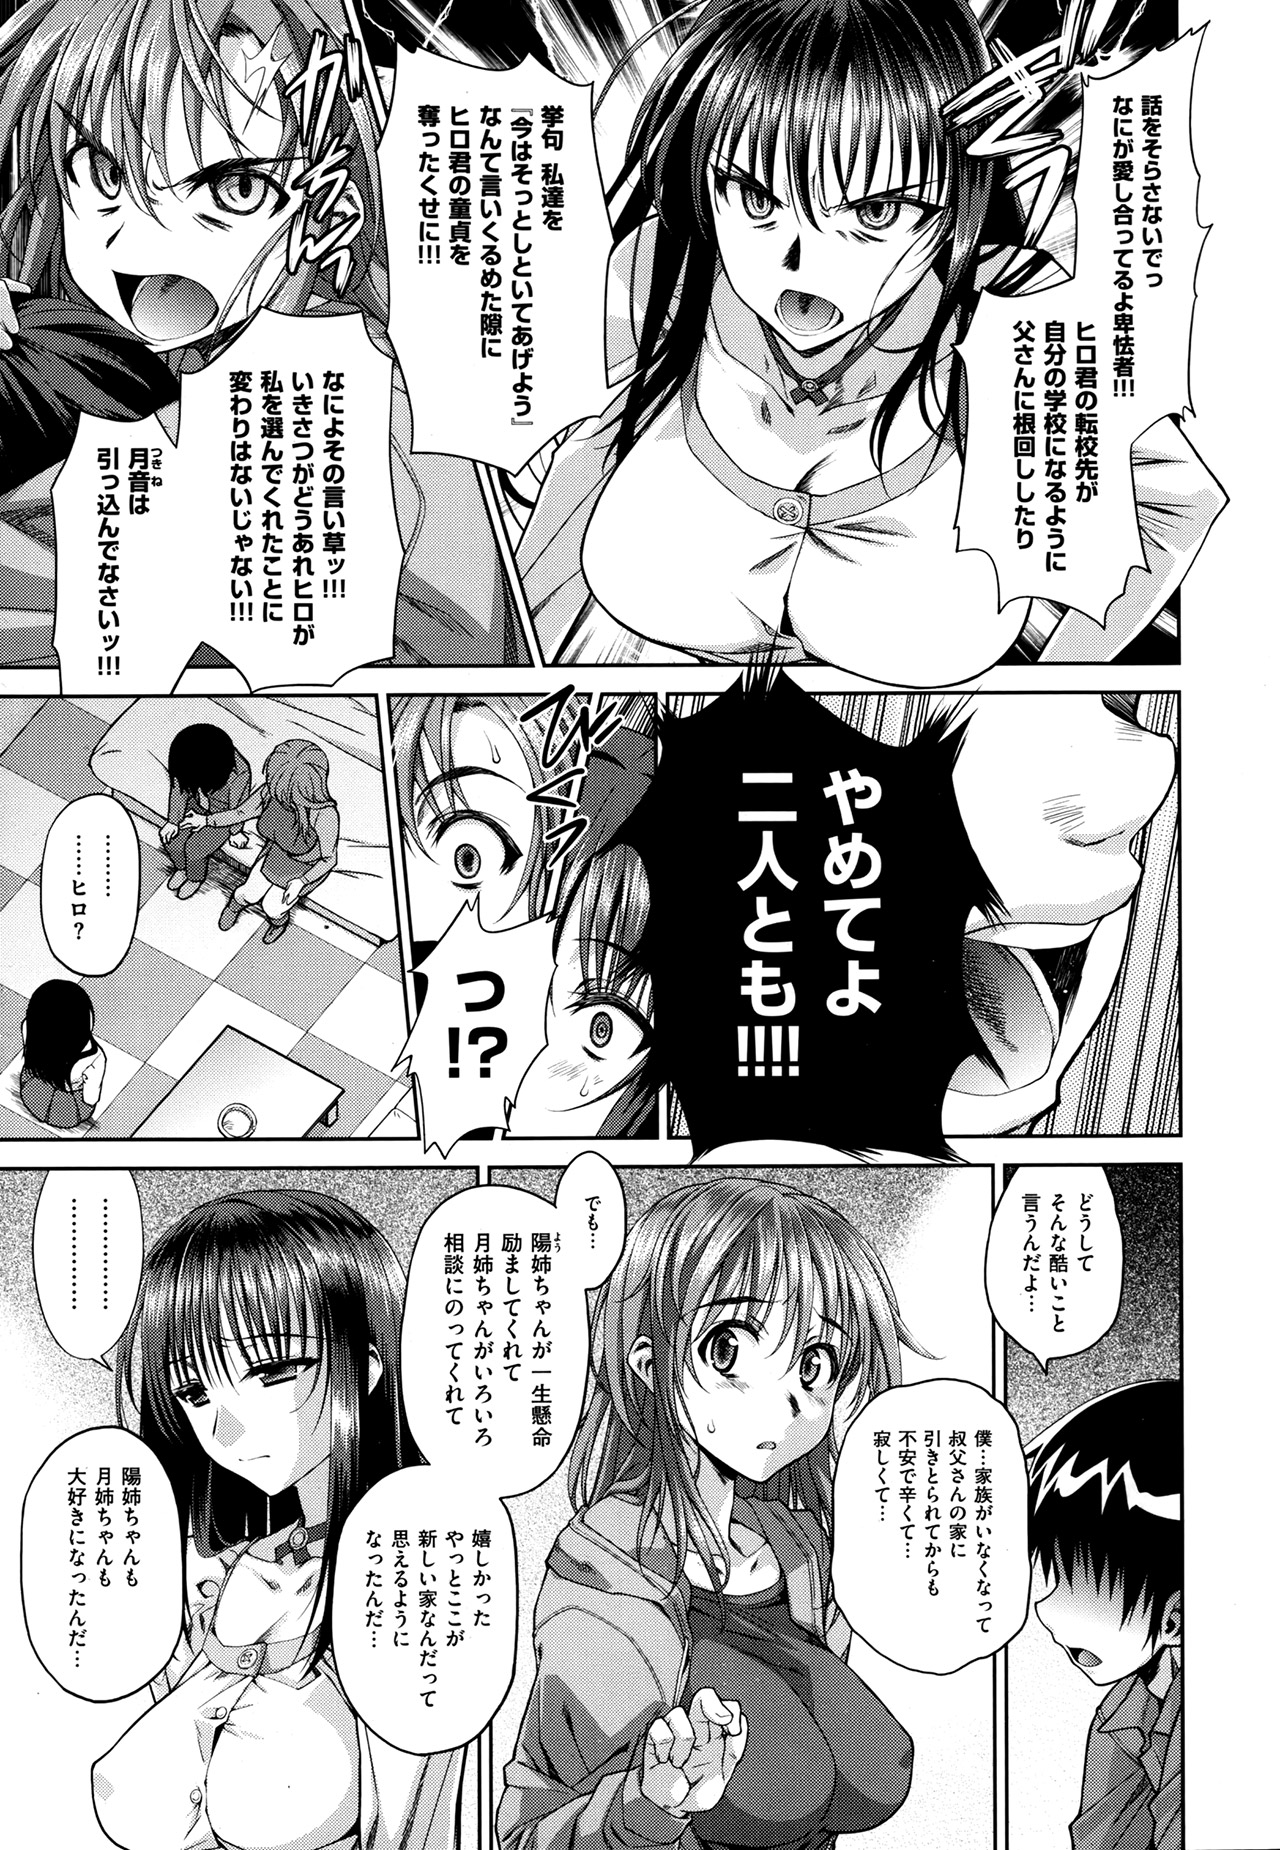 話をそらさないでっ
なにが愛し合ってるよ卑怯者!!!
ヒロ君の転校先が
自分の学校になるように
父さんに根回ししたり
挙句 私達を
『今はそっとしといてあげよう』
なんて言いくるめた隙に
ヒロ君の童貞を
奪ったくせに!!!
なによその言い草ッ!!!
いきさつがどうあれヒロが
私を選んでくれたことに
変わりはないじゃない!!!
月音は
つきね
引っ込んでなさいッ!!!
やめてよ
二人とも!!!!
っ!?
ビクッ
………
………ヒロ?
どうして
そんな酷いこと
言うんだよ…
僕…家族がいなくなって
叔父さんの家に
引きとられてからも
不安で辛くて…
寂しくて…
でも…
陽姉ちゃんが一生懸命
よう
励ましてくれて
月姉ちゃんがいろいろ
相談にのってくれて
嬉しかった
やっとここが
新しい家なんだって
思えるように
なったんだ…
…………
…………
陽姉ちゃんも
月姉ちゃんも
大好きになったんだ…